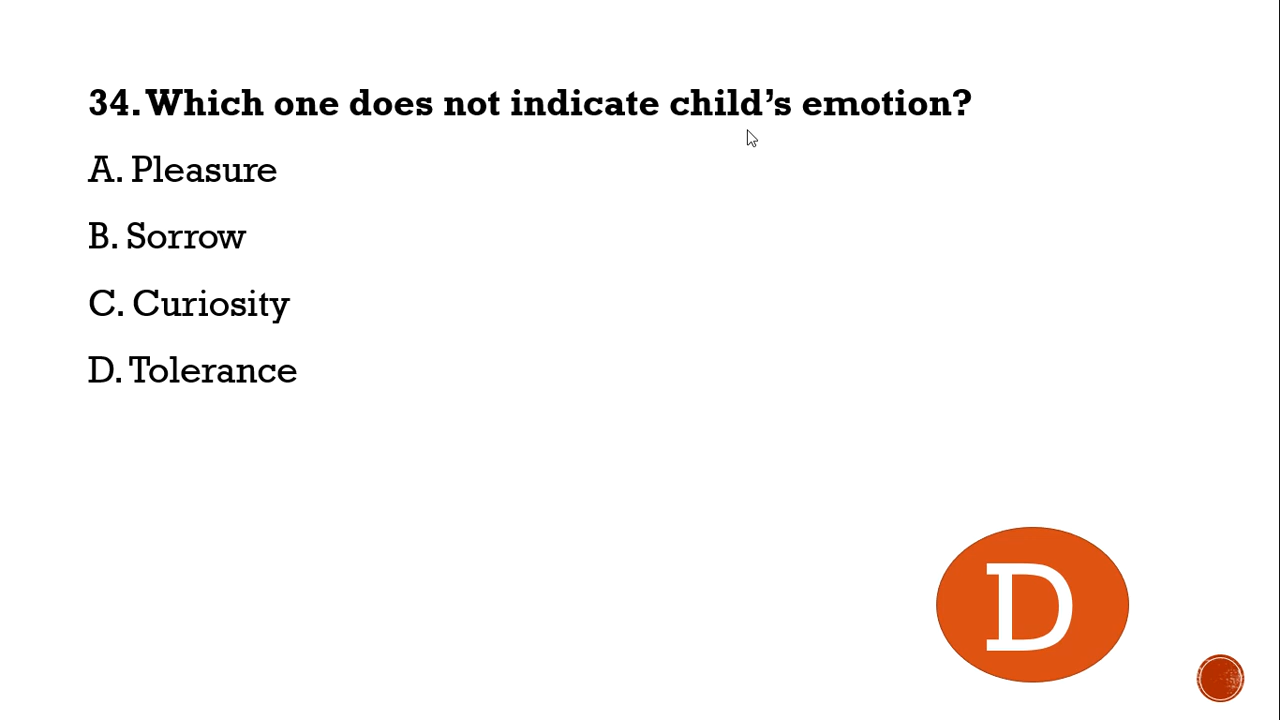 34. Which one does not indicate child’s emotion?
A. Pleasure
B. Sorrow
C. Curiosity
D. Tolerance
D